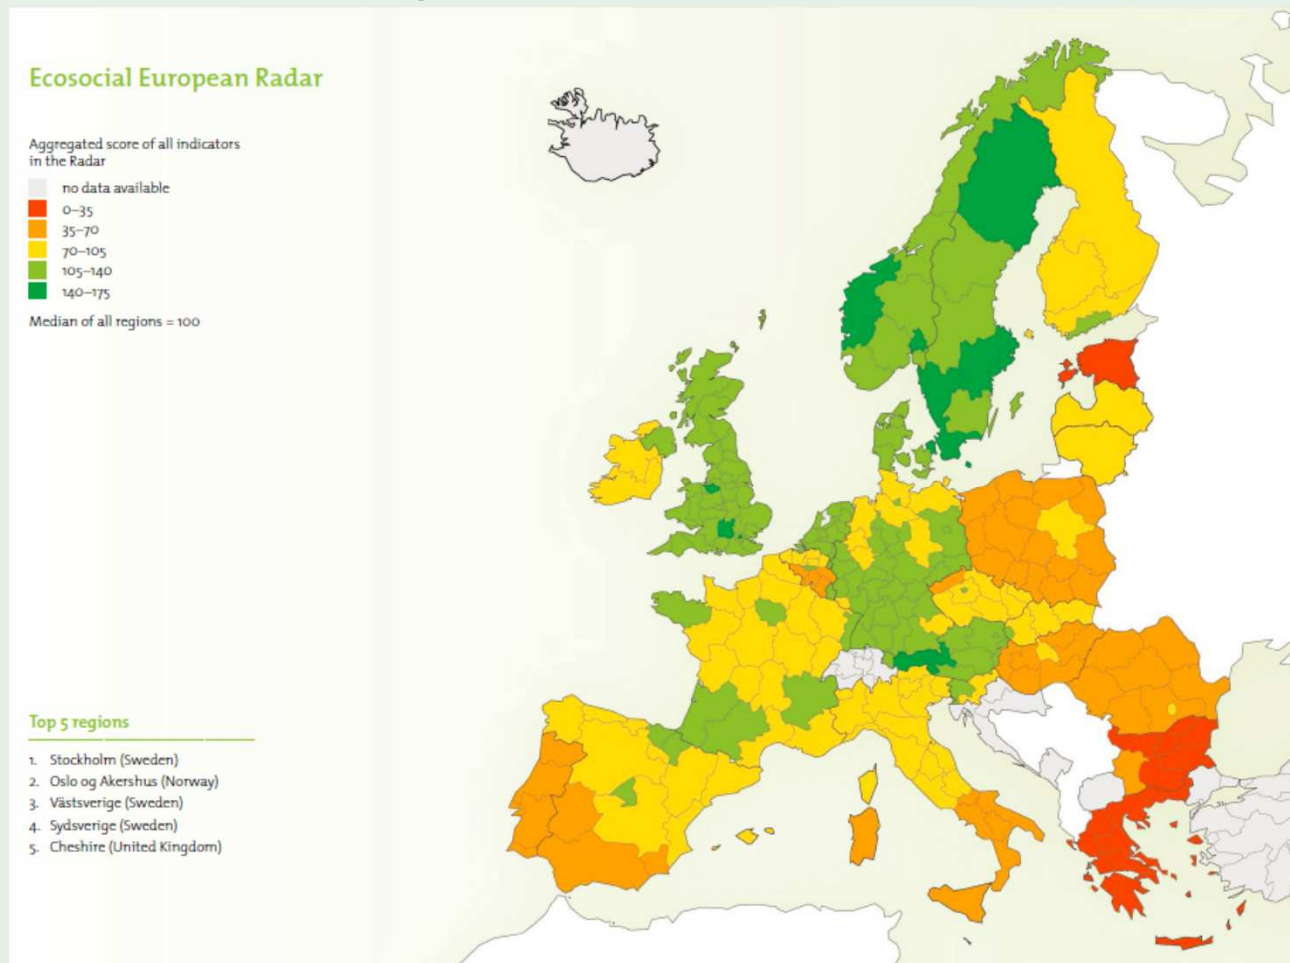 Ecosocial European Radar
Aggregated score of all indicators
in the Radar
no data available
0–35
35–70
70–105
105–140
140–175
Median of all regions = 100
Top 5 regions
1. Stockholm (Sweden)
2. Oslo og Akershus (Norway)
3. Västsverige (Sweden)
4. Sydsverige (Sweden)
5. Cheshire (United Kingdom)